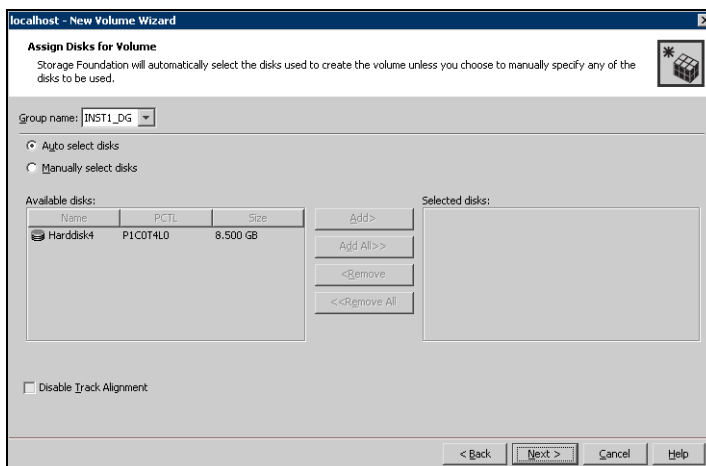 localhost - New Volume Wizard
Assign Disks for Volume
Storage Foundation will automatically select the disks used to create the volume unless you choose to manually specify any of the
disks to be used.
Group name: INST1_DG
Auto select disks
Manually select disks
Available disks:
Selected disks:
Name PCTL Size
Harddisk4 P1C0T4L0 8.500 GB
Add>
Add All>>
<Remove
<<Remove All
Disable Track Alignment
< Back Next > Cancel Help